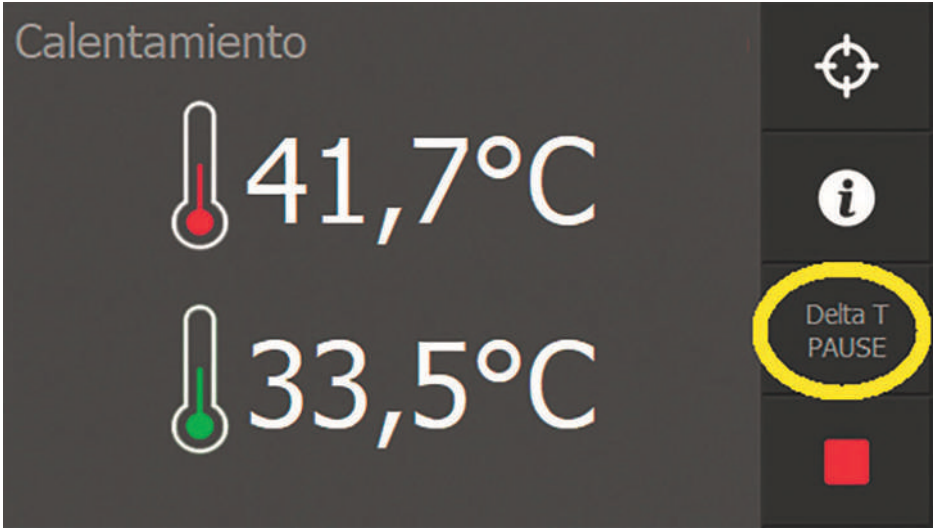 Calentamiento
41,7°C
33,5°C
i
Delta T
PAUSE